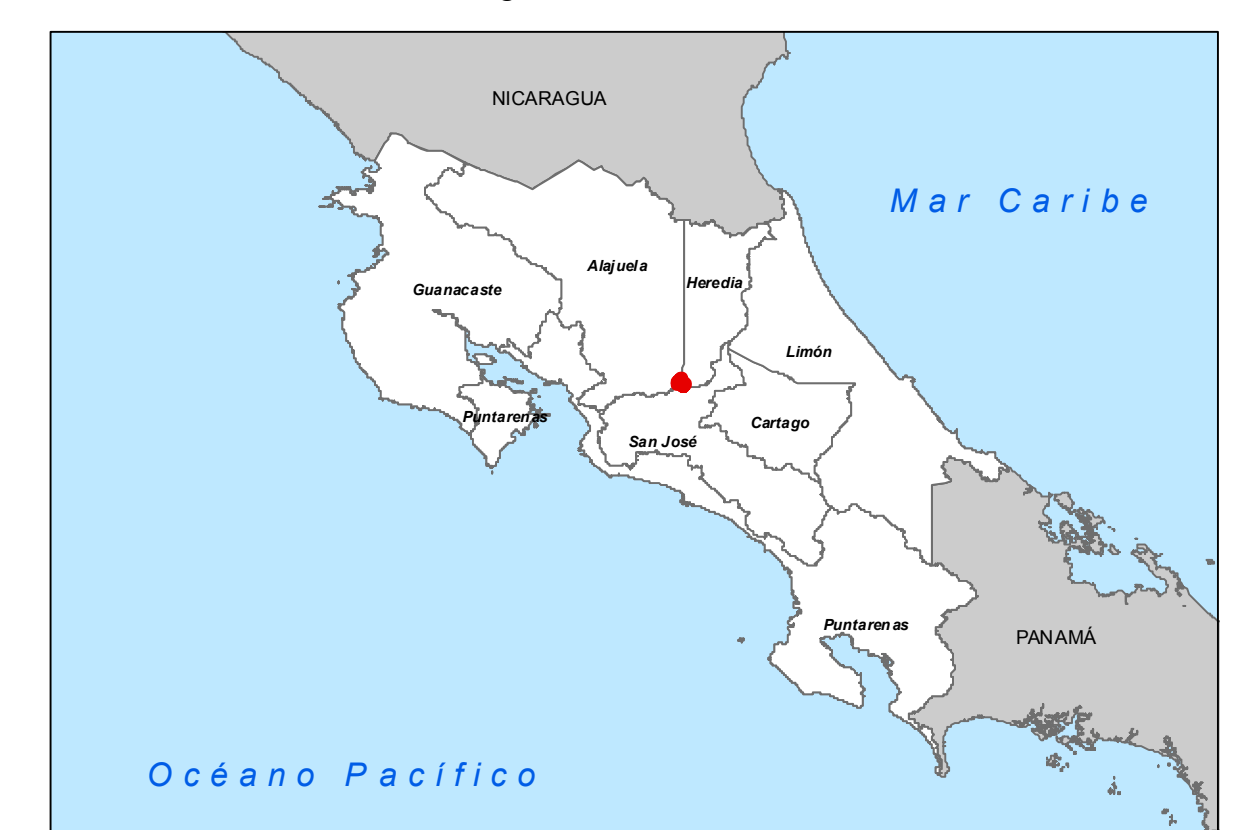 NICARAGUA
Mar Caribe
Alajuela
Heredia
Guanacaste
Limón
Puntarenas
Cartago
San José
Puntarenas
PANAMÁ
Océano Pacífico